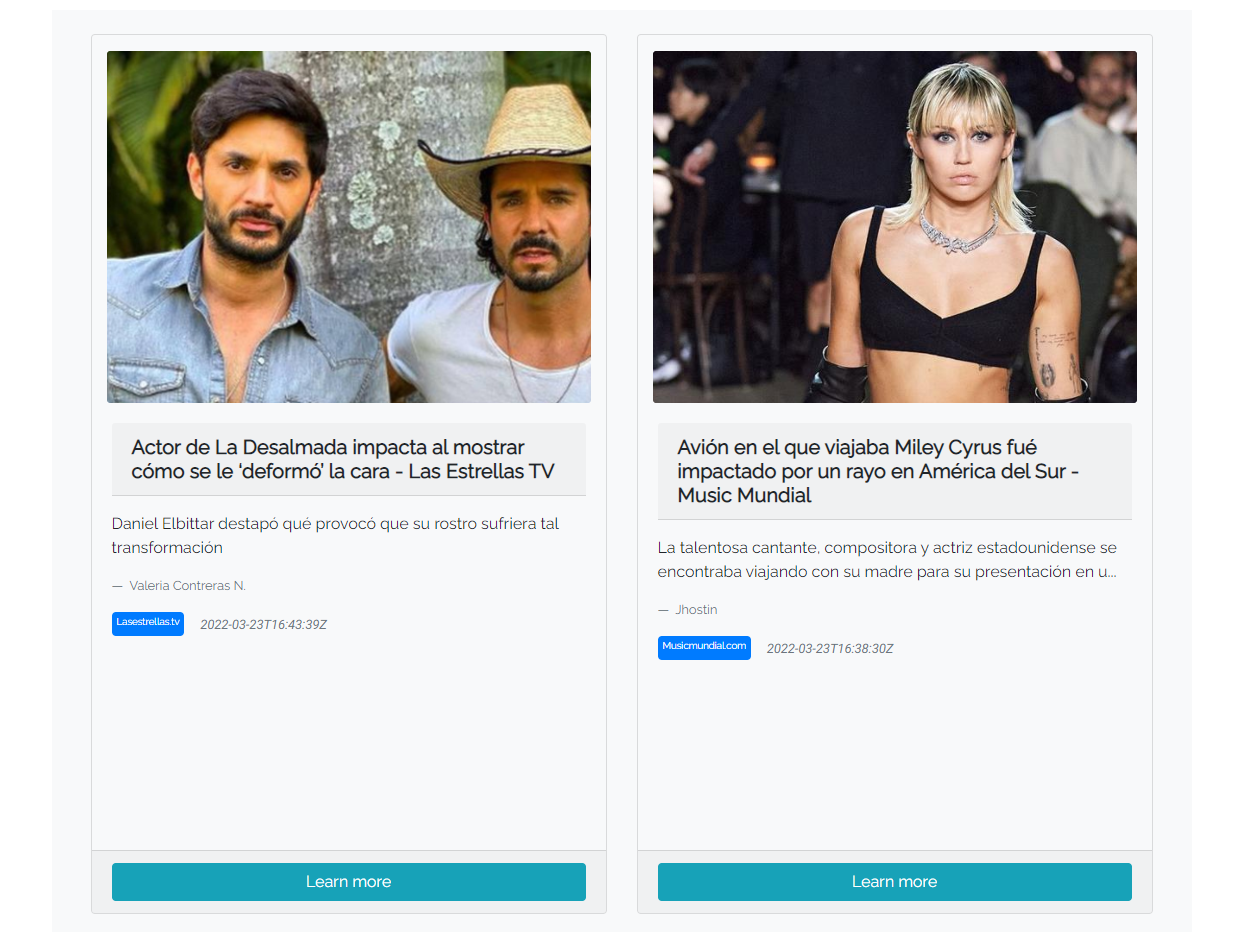 Actor de La Desalmada impacta al mostrar
cómo se le ‘deformó’ la cara - Las Estrellas TV
Daniel Elbittar destapó qué provocó que su rostro sufriera tal
transformación
— Valeria Contreras N.
Lasestrellas.tv 2022-03-23T16:43:39Z
Learn more
Avión en el que viajaba Miley Cyrus fué
impactado por un rayo en América del Sur -
Music Mundial
La talentosa cantante, compositora y actriz estadounidense se
encontraba viajando con su madre para su presentación en u...
— Jhostin
Musicmundial.com 2022-03-23T16:38:30Z
Learn more